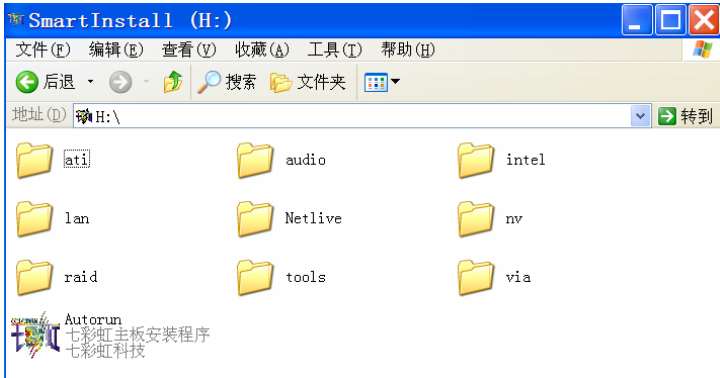 SmartInstall (H:)
文件(F) 编辑(E) 查看(V) 收藏(A) 工具(T) 帮助(H)
后退 搜索 文件夹
地址(D) H:\ 转到
ati audio intel
lan Netlive nv
raid tools via
Autorun
七彩虹主板安装程序
七彩虹科技